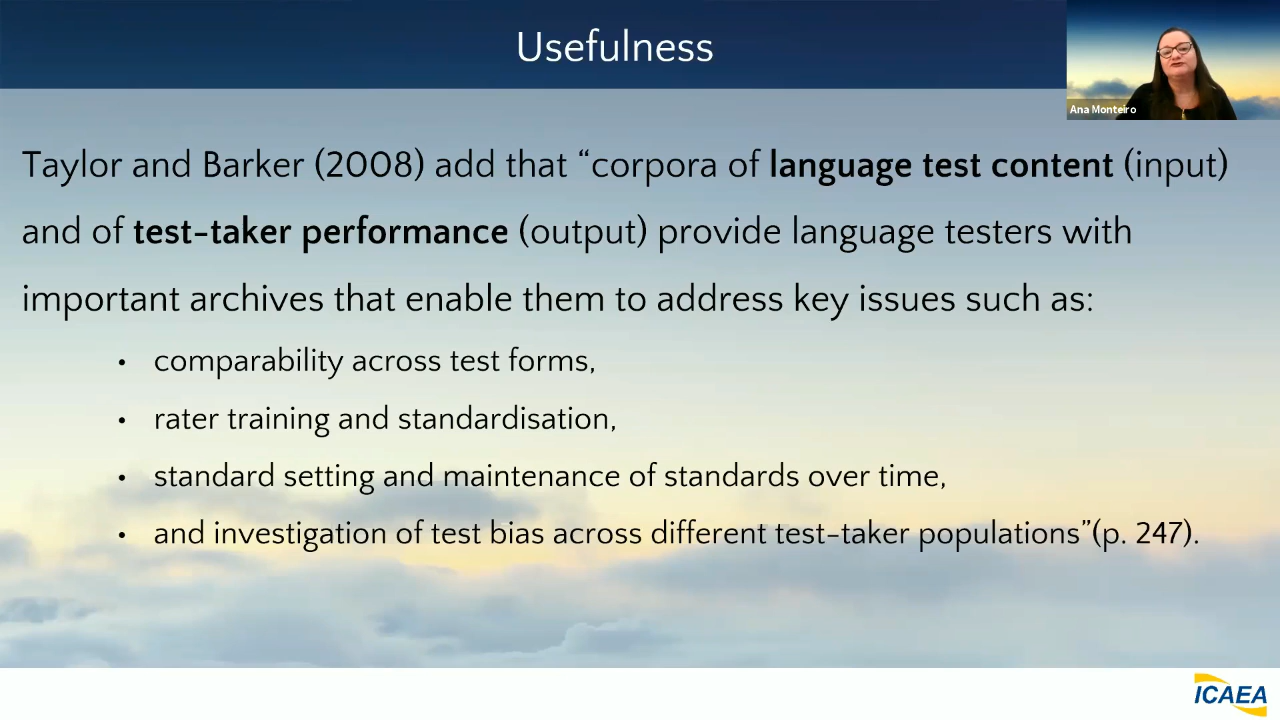 Usefulness
Ana Monteiro
Taylor and Barker (2008) add that “corpora of language test content (input)
and of test-taker performance (output) provide language testers with
important archives that enable them to address key issues such as:
• comparability across test forms,
• rater training and standardisation,
• standard setting and maintenance of standards over time,
• and investigation of test bias across different test-taker populations”(p. 247).
ICAEA